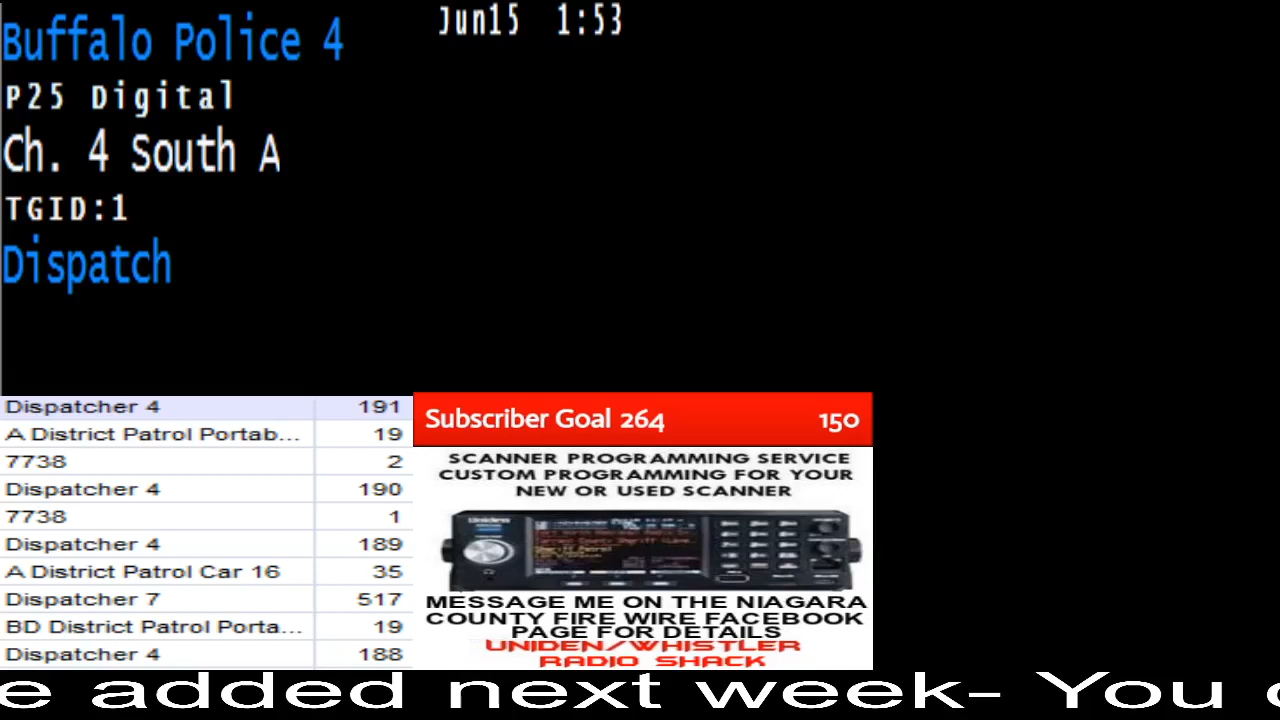 Buffalo Police 4
Jun15 1:53
P25 Digital
Ch. 4 South A
TGID:1
Dispatch
Dispatcher 4 191
A District Patrol Portab... 19
7738 2
Dispatcher 4 190
7738 1
Dispatcher 4 189
A District Patrol Car 16 35
Dispatcher 7 517
BD District Patrol Porta... 19
Dispatcher 4 188
Subscriber Goal 264 150
SCANNER PROGRAMMING SERVICE
CUSTOM PROGRAMMING FOR YOUR
NEW OR USED SCANNER
Uniden
MESSAGE ME ON THE NIAGARA
COUNTY FIRE WIRE FACEBOOK
PAGE FOR DETAILS
UNIDEN/WHISTLER
RADIO SHACK
e added next week- You